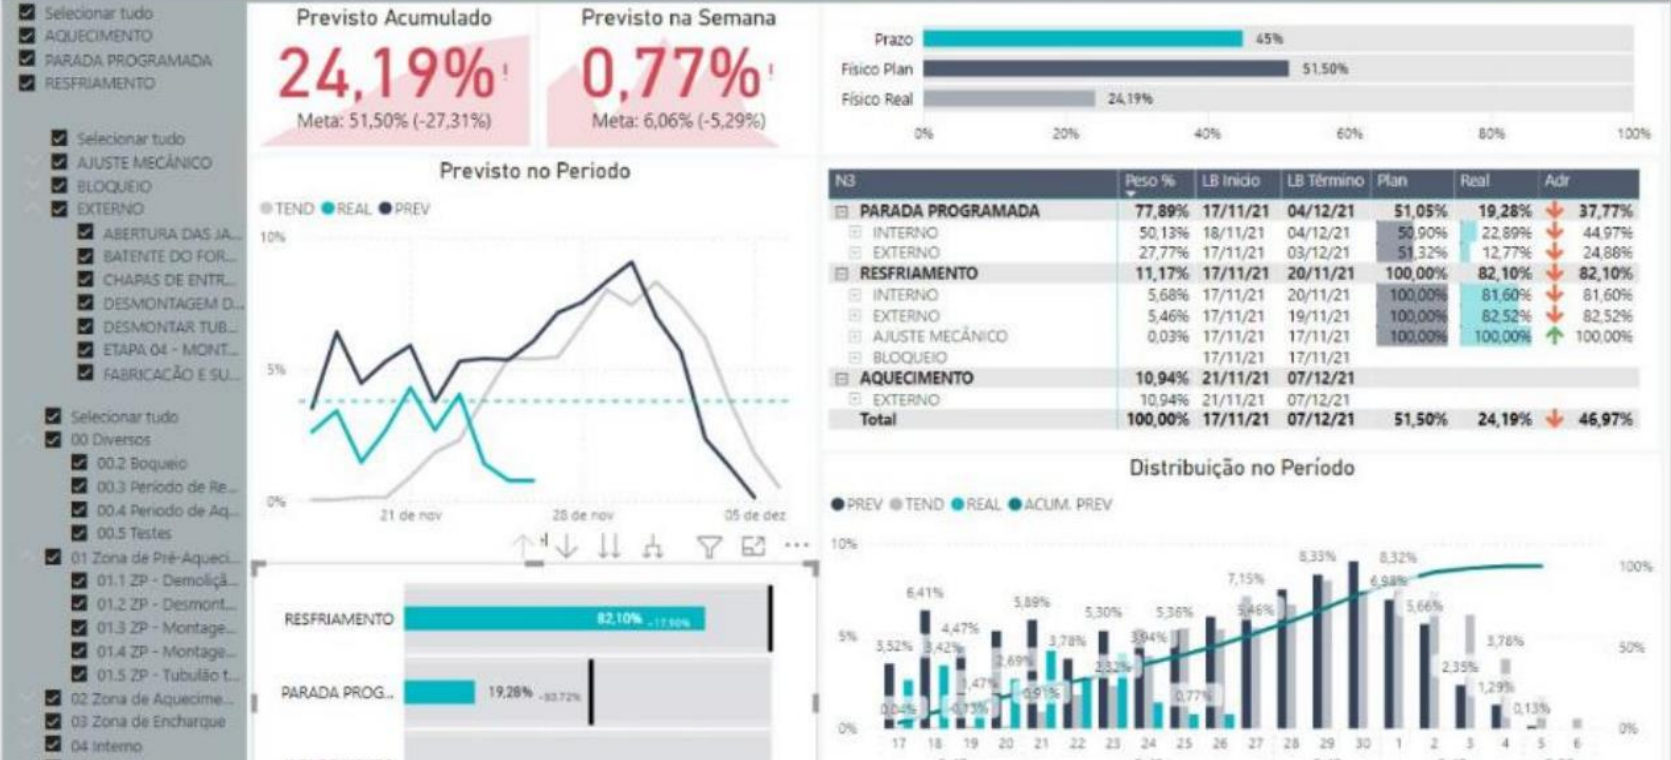 Selecionar tudo
AQUECIMENTO
PARADA PROGRAMADA
RESFRIAMENTO
Selecionar tudo
AJUSTE MECÂNICO
BLOQUEIO
EXTERNO
ABERTURA DAS JA...
BATENTE DO FOR...
CHAPAS DE ENTR...
DESMONTAGEM D...
DESMONTAR TUB...
ETAPA 04 - MONT...
FABRICACÃO E SU...
Selecionar tudo
00 Diversos
00.2 Boqueio
00.3 Periodo de Re...
00.4 Periodo de Aq...
00.5 Testes
01 Zona de Pré-Aqueci...
01.1 ZP - Demoliçã...
01.2 ZP - Desmont...
01.3 ZP - Montage...
01.4 ZP - Montage...
01.5 ZP - Tubulão t...
02 Zona de Aquecime...
03 Zona de Encharque
04 Interno
Previsto Acumulado
24,19%!
Meta: 51,50% (-27,31%)
Previsto na Semana
0,77%!
Meta: 6,06% (-5,29%)
Prazo 45%
Físico Plan 51,50%
Físico Real 24,19%
0% 20% 40% 60% 80% 100%
Previsto no Periodo
TEND REAL PREV
10%
5%
0%
21 de nov 28 de nov 05 de dez
RESFRIAMENTO 82,10% -17,90%
PARADA PROG... 19,28%
N3 Peso % LB Inicio LB Término Plan Real Adr
PARADA PROGRAMADA 77,89% 17/11/21 04/12/21 51,05% 19,28% 37,77%
INTERNO 50,13% 18/11/21 04/12/21 50,90% 22,89% 44,97%
EXTERNO 27,77% 17/11/21 03/12/21 51,32% 12,77% 24,88%
RESFRIAMENTO 11,17% 17/11/21 20/11/21 100,00% 82,10% 82,10%
INTERNO 5,68% 17/11/21 20/11/21 100,00% 81,60% 81,60%
EXTERNO 5,46% 17/11/21 19/11/21 100,00% 82,52% 82,52%
AJUSTE MECÂNICO 0,03% 17/11/21 17/11/21 100,00% 100,00% 100,00%
BLOQUEIO 17/11/21 17/11/21
AQUECIMENTO 10,94% 21/11/21 07/12/21
EXTERNO 10,94% 21/11/21 07/12/21
Total 100,00% 17/11/21 07/12/21 51,50% 24,19% 46,97%
Distribuição no Período
PREV TEND REAL ACUM. PREV
10%
5%
0%
100%
50%
0%
3,52% 6,41% 4,47% 5,89% 5,30% 5,36% 7,15% 8,33% 8,32%
3,42% 2,69% 3,78% 3,94% 5,46% 6,98% 5,66% 3,78%
0,04% 0,91% 2,32% 0,77% 2,35% 1,29% 0,13%
17 18 19 20 21 22 23 24 25 26 27 28 29 30 1 2 3 4 5 6